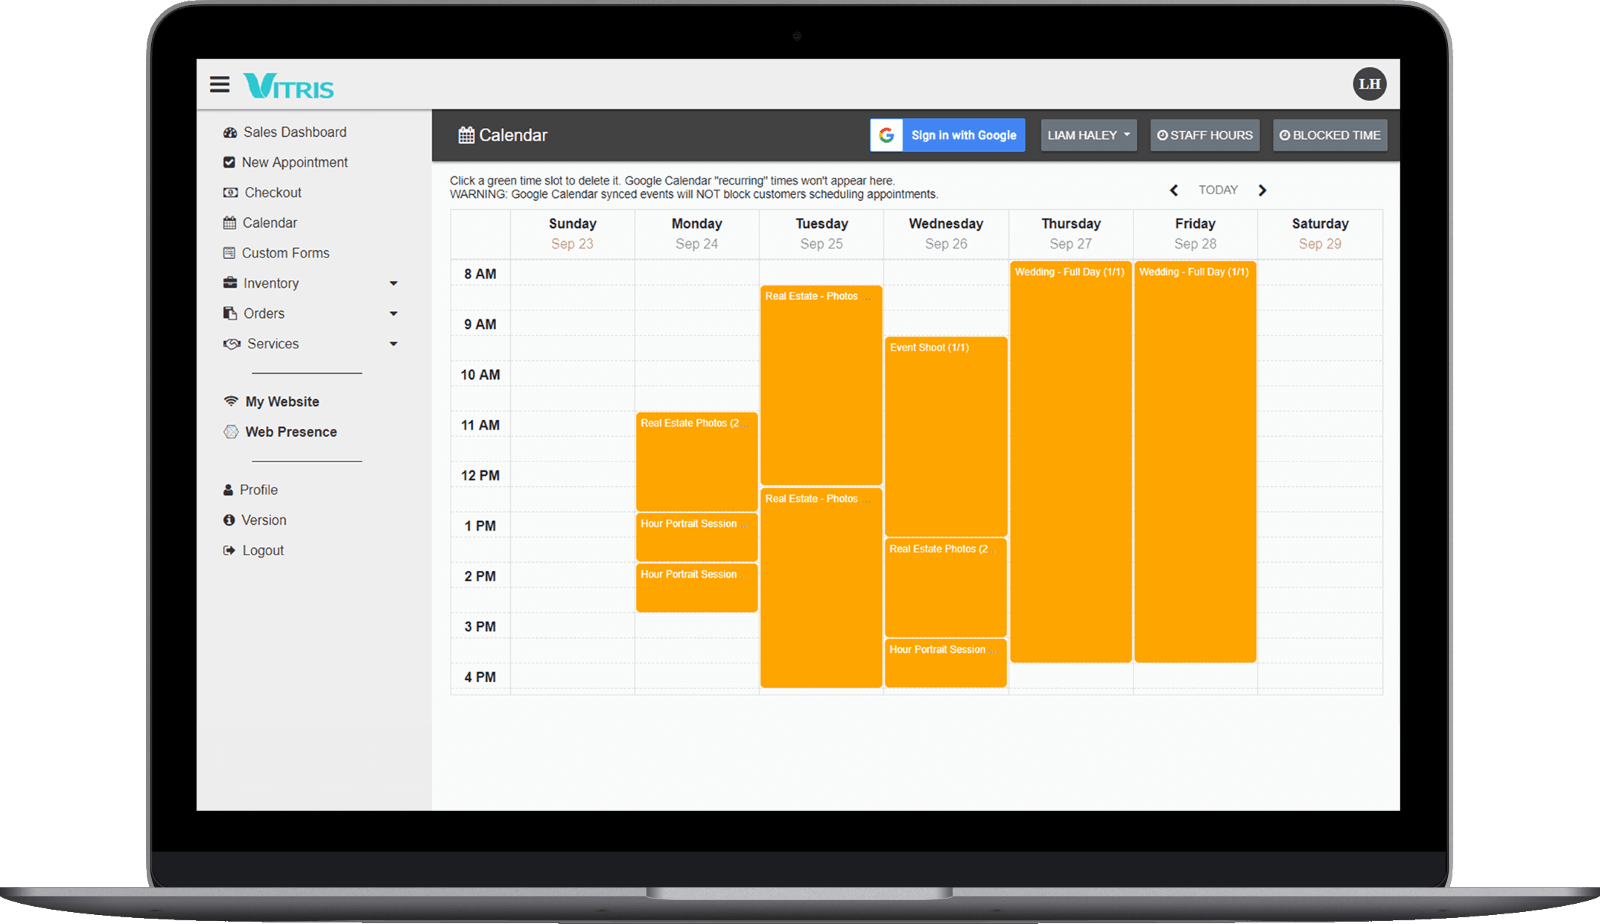 VITRIS
LH
Sales Dashboard
New Appointment
Checkout
Calendar
Custom Forms
Inventory
Orders
Services
My Website
Web Presence
Profile
Version
Logout
Calendar
Sign in with Google
LIAM HALEY
STAFF HOURS
BLOCKED TIME
Click a green time slot to delete it. Google Calendar "recurring" times won't appear here.
WARNING: Google Calendar synced events will NOT block customers scheduling appointments.
TODAY
Sunday Monday Tuesday Wednesday Thursday Friday Saturday
Sep 23 Sep 24 Sep 25 Sep 26 Sep 27 Sep 28 Sep 29
8 AM
Wedding - Full Day (1/1) Wedding - Full Day (1/1)
Real Estate - Photos ...
9 AM
Event Shoot (1/1)
10 AM
11 AM
Real Estate Photos (2...
12 PM
Real Estate - Photos ...
1 PM
Hour Portrait Session ...
Real Estate Photos (2...
2 PM
Hour Portrait Session
3 PM
Hour Portrait Session ...
4 PM